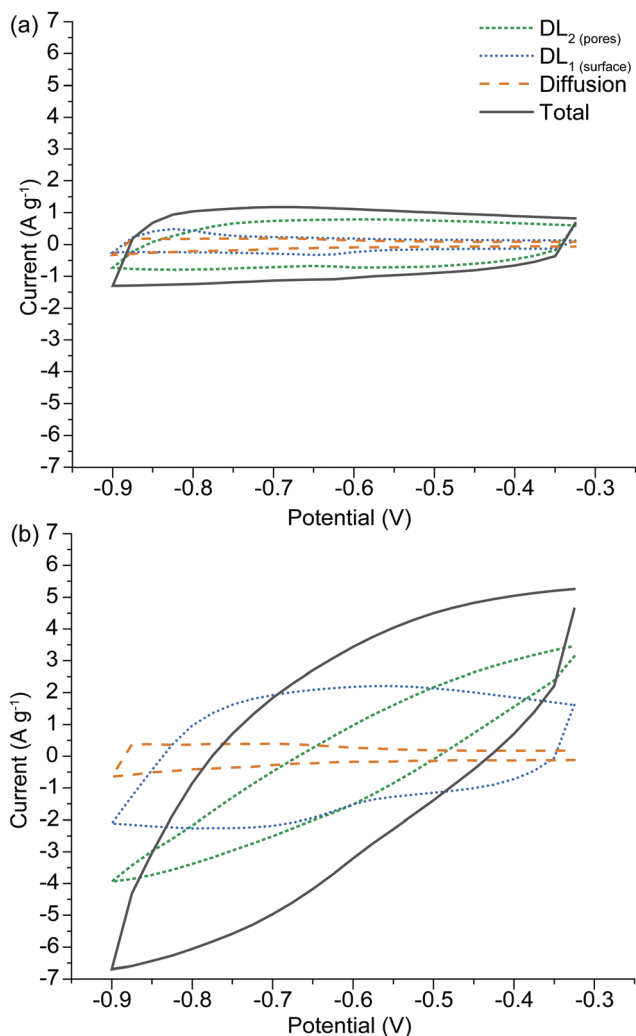 (a)
DL2 (pores)
DL1 (surface)
Diffusion
Total
7
6
5
4
3
2
1
0
-1
-2
-3
-4
-5
-6
-7
Current (A g-1)
-0.9 -0.8 -0.7 -0.6 -0.5 -0.4 -0.3
Potential (V)
(b)
7
6
5
4
3
2
1
0
-1
-2
-3
-4
-5
-6
-7
Current (A g-1)
-0.9 -0.8 -0.7 -0.6 -0.5 -0.4 -0.3
Potential (V)